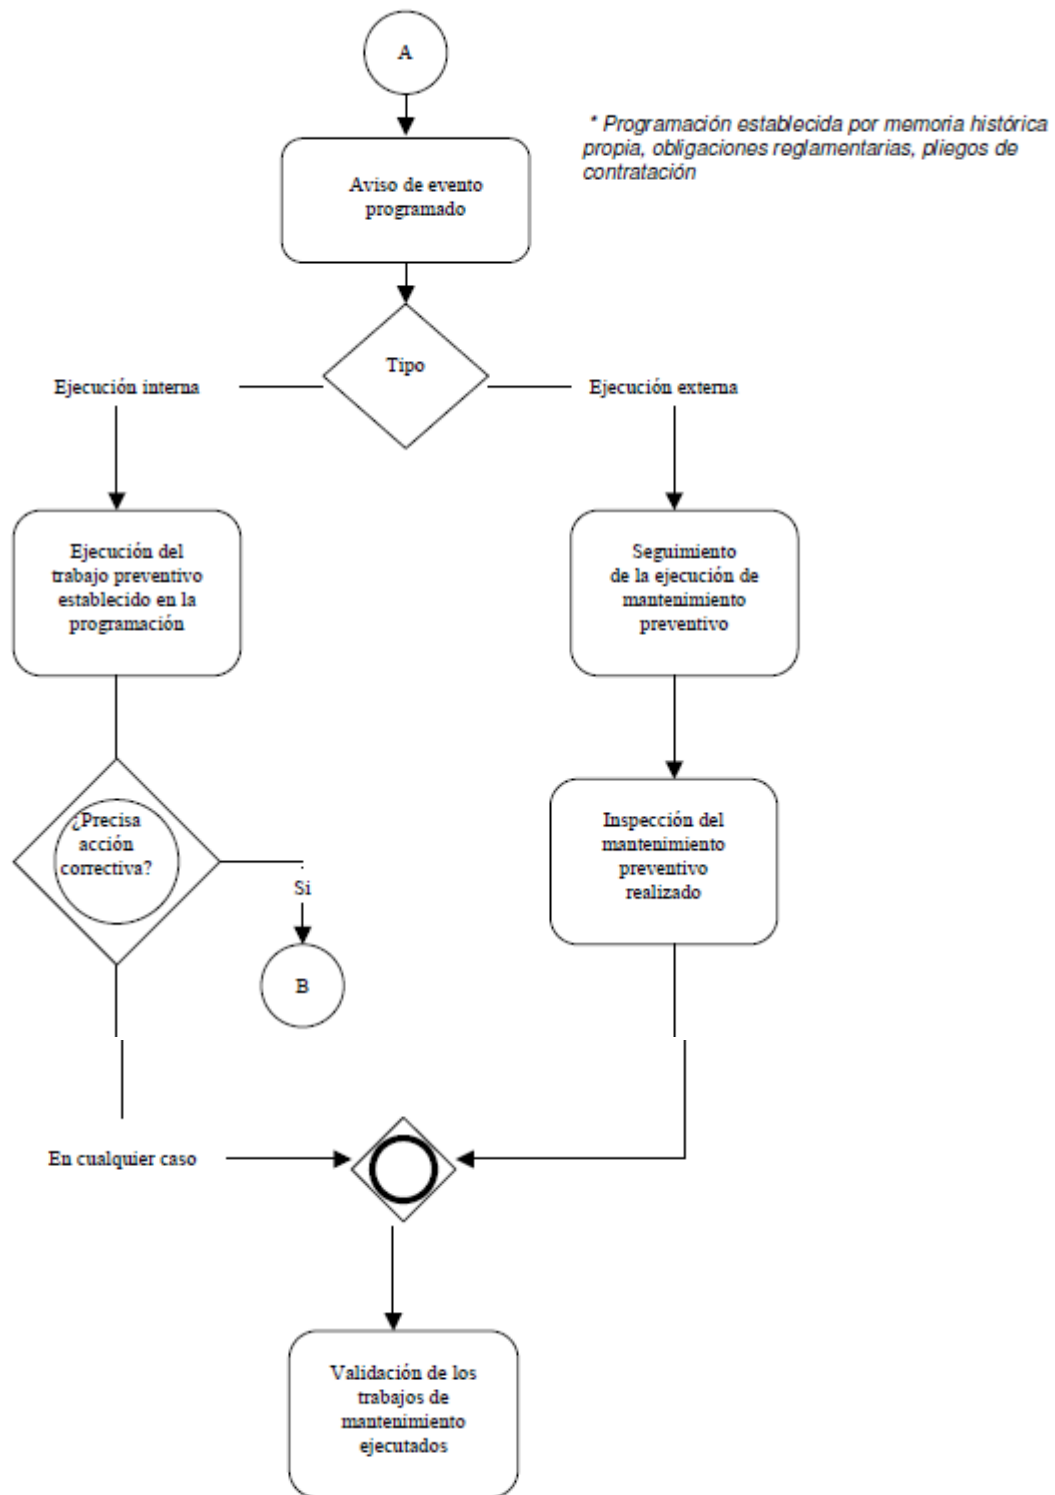 A
* Programación establecida por memoria histórica
propia, obligaciones reglamentarias, pliegos de
contratación
Aviso de evento
programado
Tipo
Ejecución interna
Ejecución externa
Ejecución del
trabajo preventivo
establecido en la
programación
Seguimiento
de la ejecución de
mantenimiento
preventivo
¿Precisa
acción
correctiva?
Si
B
Inspección del
mantenimiento
preventivo
realizado
En cualquier caso
Validación de los
trabajos de
mantenimiento
ejecutados